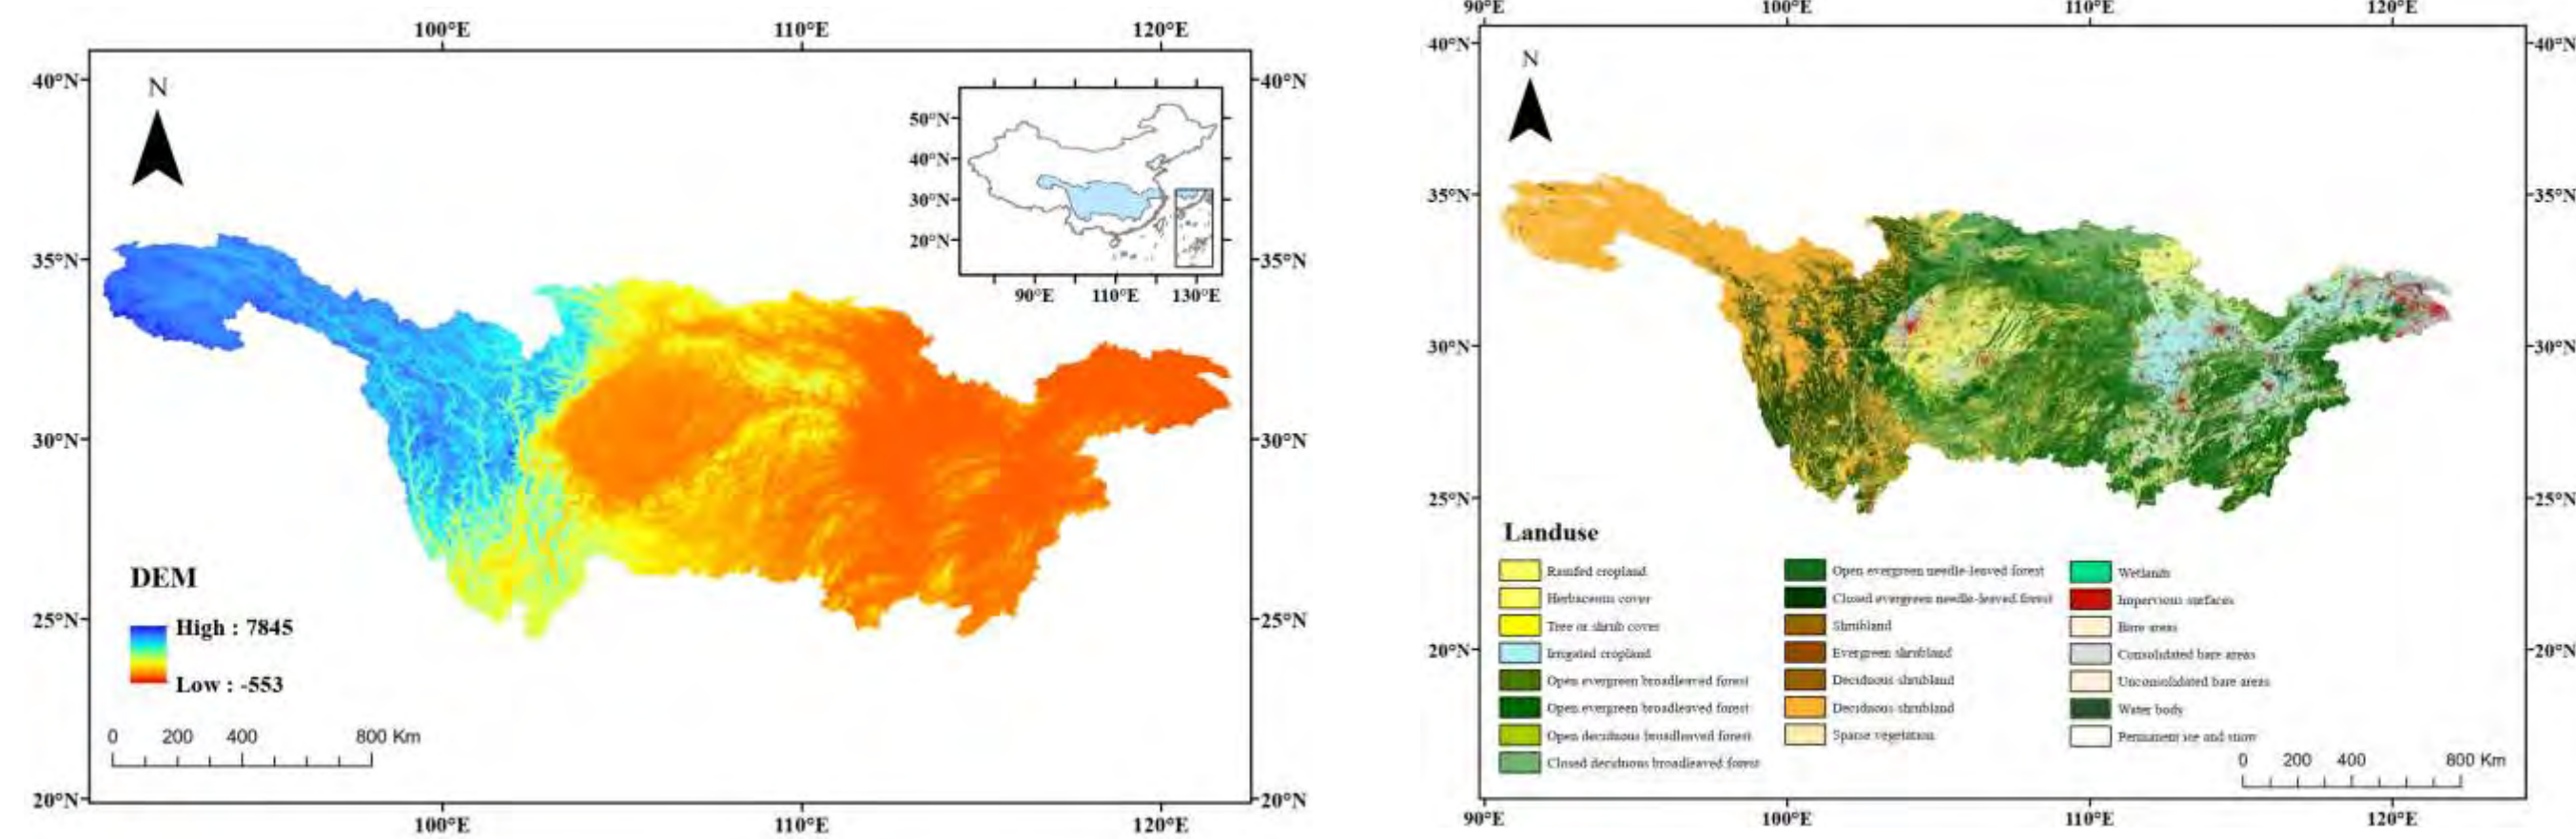 100°E 110°E 120°E
40°N 40°N
N
50°N
40°N
30°N
20°N
90°E 110°E 130°E
35°N 35°N
30°N 30°N
DEM
High : 7845
Low : -553
25°N 25°N
0 200 400 800 Km
20°N 20°N
100°E 110°E 120°E
90°E 100°E 110°E 120°E
40°N 40°N
N
35°N 35°N
30°N 30°N
25°N 25°N
20°N 20°N
Landuse
Rainfed cropland
Herbaceous cover
Tree or shrub cover
Irrigated cropland
Open evergreen broadleaved forest
Open evergreen broadleaved forest
Open deciduous broadleaved forest
Closed deciduous broadleaved forest
Open evergreen needle-leaved forest
Closed evergreen needle-leaved forest
Shrubland
Evergreen shrubland
Deciduous shrubland
Deciduous shrubland
Sparse vegetation
Wetlands
Impervious surfaces
Bare areas
Consolidated bare areas
Unconsolidated bare areas
Water body
Permanent ice and snow
0 200 400 800 Km
90°E 100°E 110°E 120°E